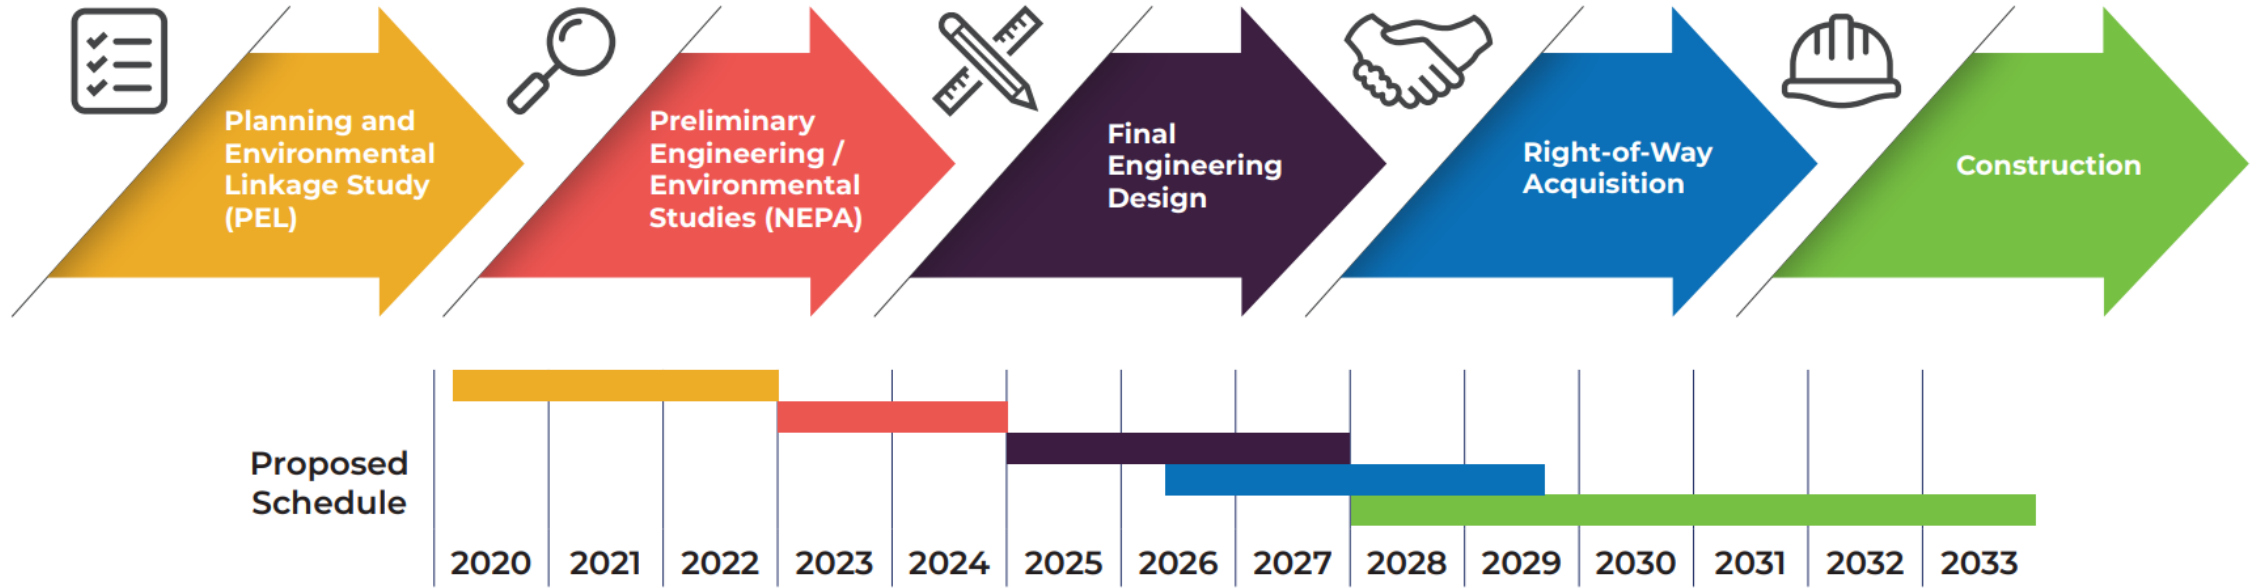 Planning and
Environmental
Linkage Study
(PEL)
Preliminary
Engineering /
Environmental
Studies (NEPA)
Final
Engineering
Design
Right-of-Way
Acquisition
Construction
Proposed
Schedule
2020 2021 2022 2023 2024 2025 2026 2027 2028 2029 2030 2031 2032 2033